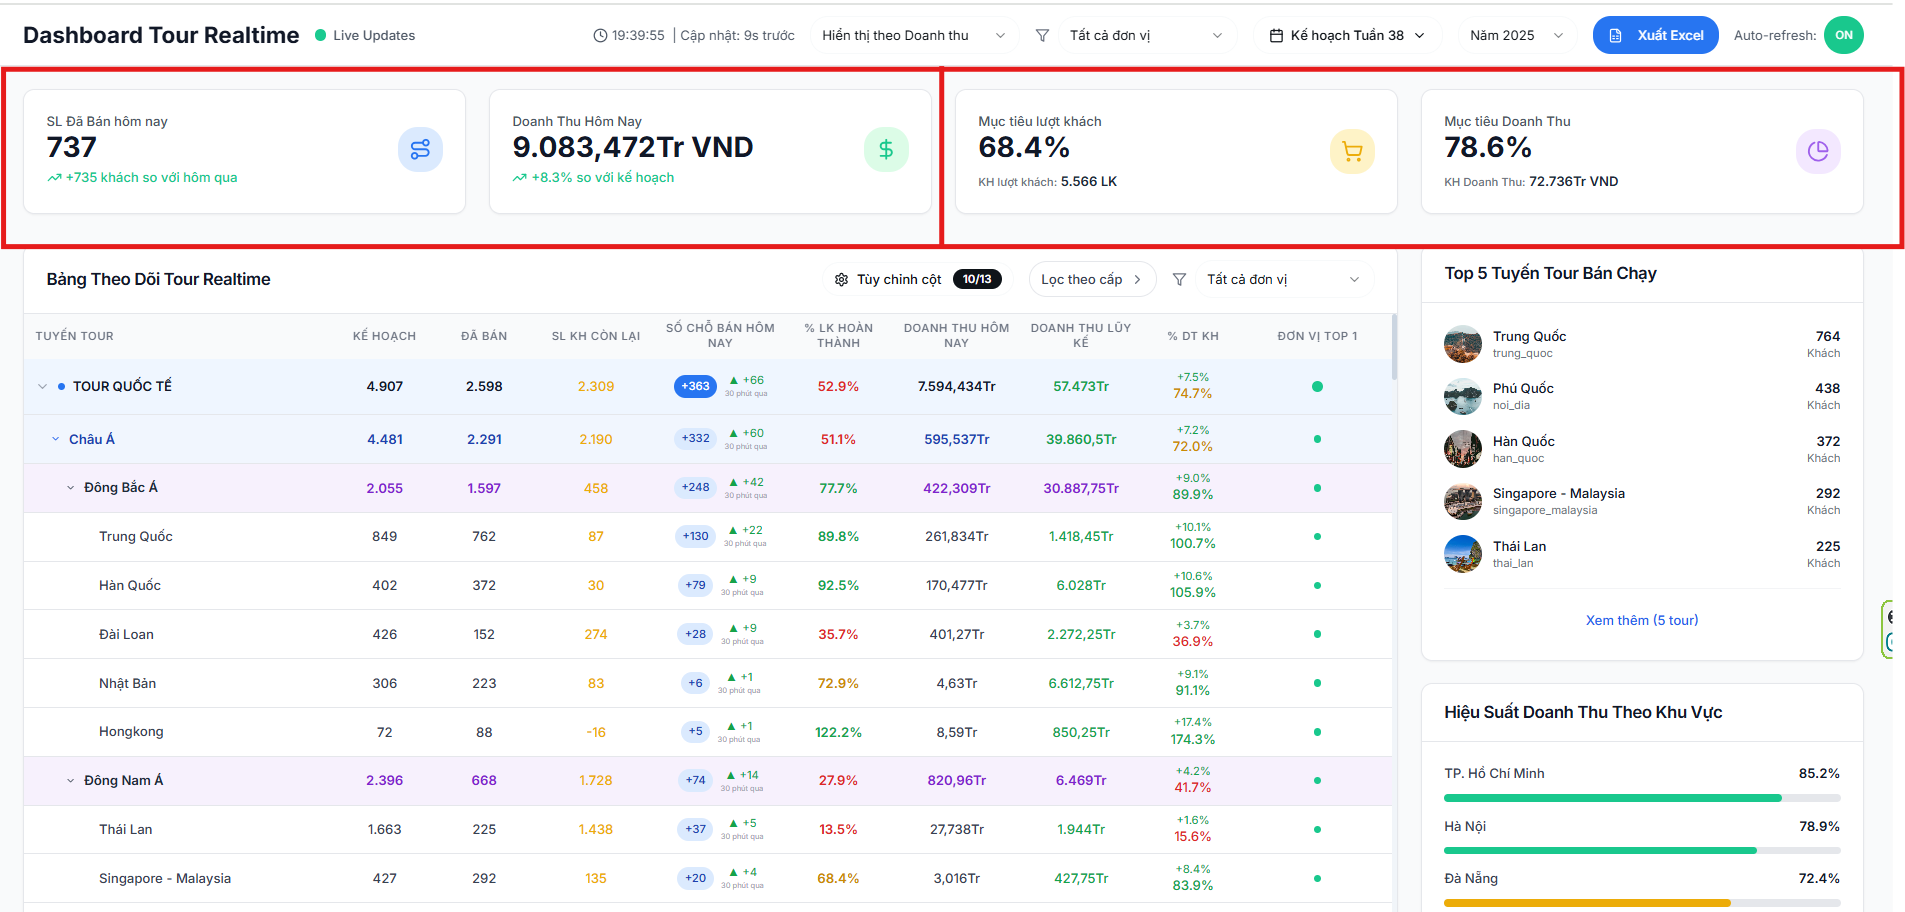 Dashboard Tour Realtime
Live Updates
19:39:55 | Cập nhật: 9s trước
Hiển thị theo Doanh thu
Tất cả đơn vị
Kế hoạch Tuần 38
Năm 2025
Xuất Excel
Auto-refresh:
ON
SL Đã Bán hôm nay
737
+735 khách so với hôm qua
Doanh Thu Hôm Nay
9.083,472Tr VND
+8.3% so với kế hoạch
Mục tiêu lượt khách
68.4%
KH lượt khách: 5.566 LK
Mục tiêu Doanh Thu
78.6%
KH Doanh Thu: 72.736Tr VND
Bảng Theo Dõi Tour Realtime
Tùy chỉnh cột 10/13
Lọc theo cấp
Tất cả đơn vị
TUYẾN TOUR
KẾ HOẠCH
ĐÃ BÁN
SL KH CÒN LẠI
SỐ CHỖ BÁN HÔM
NAY
% LK HOÀN
THÀNH
DOANH THU HÔM
NAY
DOANH THU LŨY
KẾ
% DT KH
ĐƠN VỊ TOP 1
TOUR QUỐC TẾ 4.907 2.598 2.309 +363 ▲ +66 30 phút qua 52.9% 7.594,434Tr 57.473Tr +7.5% 74.7%
Châu Á 4.481 2.291 2.190 +332 ▲ +60 30 phút qua 51.1% 595,537Tr 39.860,5Tr +7.2% 72.0%
Đông Bắc Á 2.055 1.597 458 +248 ▲ +42 30 phút qua 77.7% 422,309Tr 30.887,75Tr +9.0% 89.9%
Trung Quốc 849 762 87 +130 ▲ +22 30 phút qua 89.8% 261,834Tr 1.418,45Tr +10.1% 100.7%
Hàn Quốc 402 372 30 +79 ▲ +9 30 phút qua 92.5% 170,477Tr 6.028Tr +10.6% 105.9%
Đài Loan 426 152 274 +28 ▲ +9 30 phút qua 35.7% 401,27Tr 2.272,25Tr +3.7% 36.9%
Nhật Bản 306 223 83 +6 ▲ +1 30 phút qua 72.9% 4,63Tr 6.612,75Tr +9.1% 91.1%
Hongkong 72 88 -16 +5 ▲ +1 30 phút qua 122.2% 8,59Tr 850,25Tr +17.4% 174.3%
Đông Nam Á 2.396 668 1.728 +74 ▲ +14 30 phút qua 27.9% 820,96Tr 6.469Tr +4.2% 41.7%
Thái Lan 1.663 225 1.438 +37 ▲ +5 30 phút qua 13.5% 27,738Tr 1.944Tr +1.6% 15.6%
Singapore - Malaysia 427 292 135 +20 ▲ +4 30 phút qua 68.4% 3,016Tr 427,75Tr +8.4% 83.9%
Top 5 Tuyến Tour Bán Chạy
Trung Quốc 764
trung_quoc Khách
Phú Quốc 438
noi_dia Khách
Hàn Quốc 372
han_quoc Khách
Singapore - Malaysia 292
singapore_malaysia Khách
Thái Lan 225
thai_lan Khách
Xem thêm (5 tour)
Hiệu Suất Doanh Thu Theo Khu Vực
TP. Hồ Chí Minh 85.2%
Hà Nội 78.9%
Đà Nẵng 72.4%